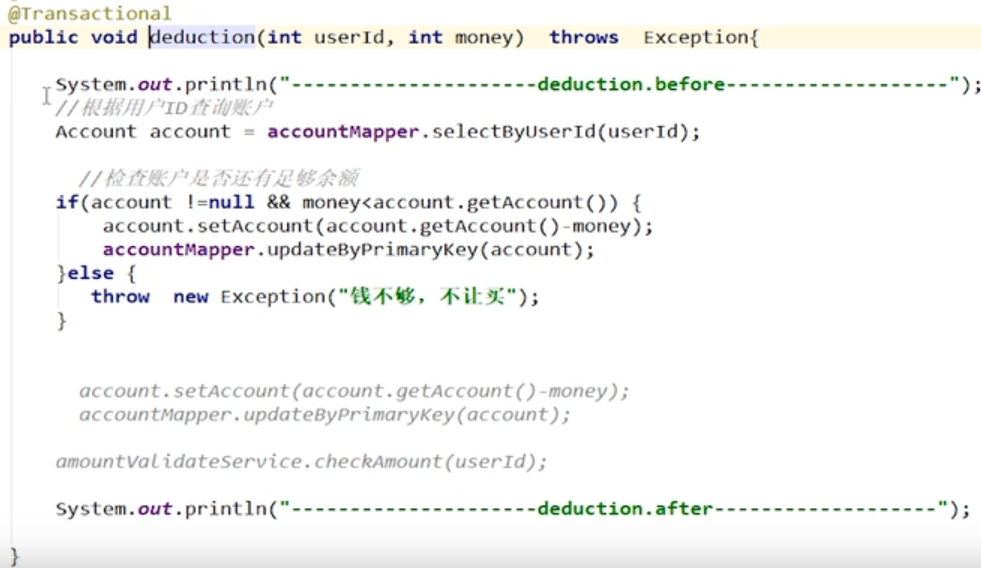 @Transactional
public void deduction(int userId, int money)  throws  Exception{
System.out.println("---------------------deduction.before-------------------");
//根据用户ID查询账户
Account account = accountMapper.selectByUserId(userId);
//检查账户是否还有足够余额
if(account !=null && money<account.getAccount()) {
account.setAccount(account.getAccount()-money);
accountMapper.updateByPrimaryKey(account);
}else {
throw  new Exception("钱不够，不让买");
}
account.setAccount(account.getAccount()-money);
accountMapper.updateByPrimaryKey(account);
amountValidateService.checkAmount(userId);
System.out.println("---------------------deduction.after-------------------");
}